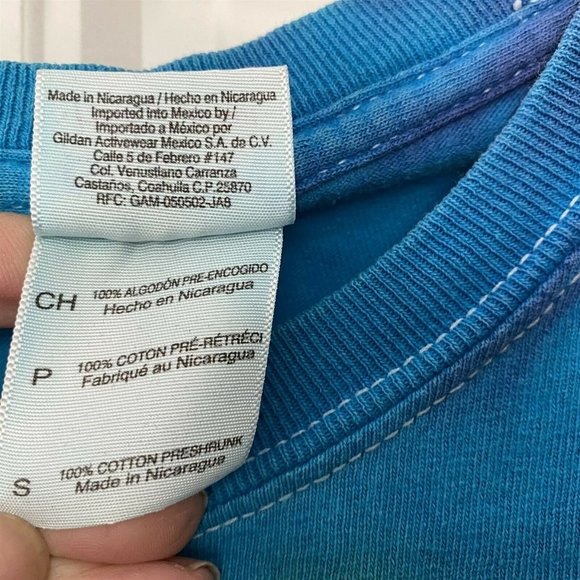 Made in Nicaragua / Hecho en Nicaragua
Imported into Mexico by /
Importado a México por
Gildan Activewear Mexico S.A. de C.V.
Calle 5 de Febrero #147
Col. Venustiano Carranza
Castaños, Coahuila C.P. 25870
RFC: GAM-050502-JA8
CH 100% ALGODÓN PRE-ENCOGIDO
Hecho en Nicaragua
P 100% COTON PRÉ-RÉTRÉCI
Fabriqué au Nicaragua
S 100% COTTON PRESHRUNK
Made in Nicaragua